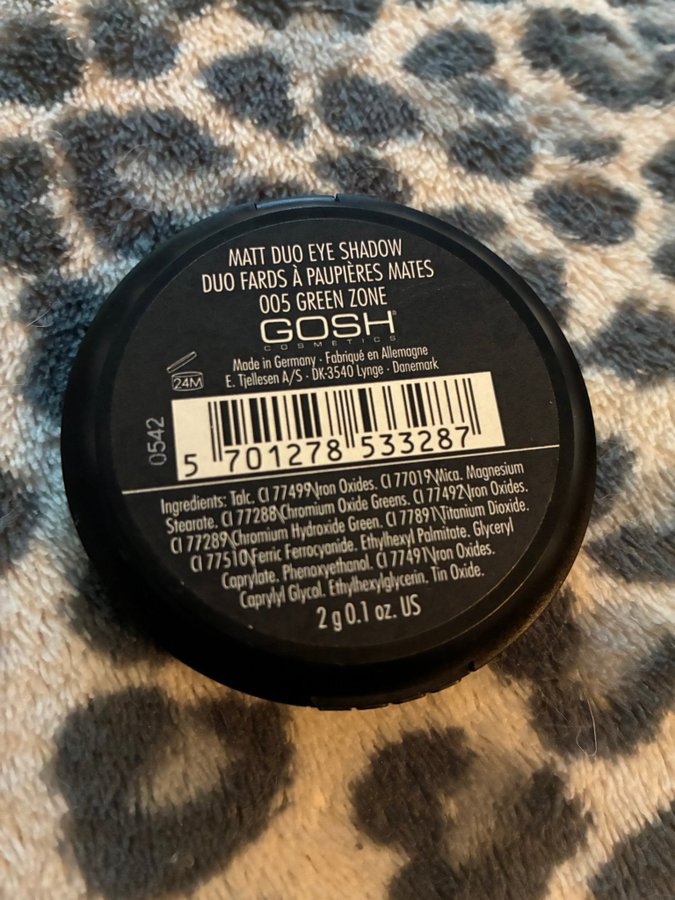 MATT DUO EYE SHADOW
DUO FARDS À PAUPIÈRES MATES
005 GREEN ZONE
GOSH®
COSMETICS
Made in Germany · Fabriqué en Allemagne
E. Tjellesen A/S · DK-3540 Lynge · Danemark
24M
0542
5 701278 533287
Ingredients: Talc. CI 77499\Iron Oxides. CI 77019\Mica. Magnesium
Stearate. CI 77288\Chromium Oxide Greens. CI 77492\Iron Oxides.
CI 77289\Chromium Hydroxide Green. CI 77891\Titanium Dioxide.
CI 77510\Ferric Ferrocyanide. Ethylhexyl Palmitate. Glyceryl
Caprylate. Phenoxyethanol. CI 77491\Iron Oxides.
Caprylyl Glycol. Ethylhexylglycerin. Tin Oxide.
2 g 0.1 oz. US